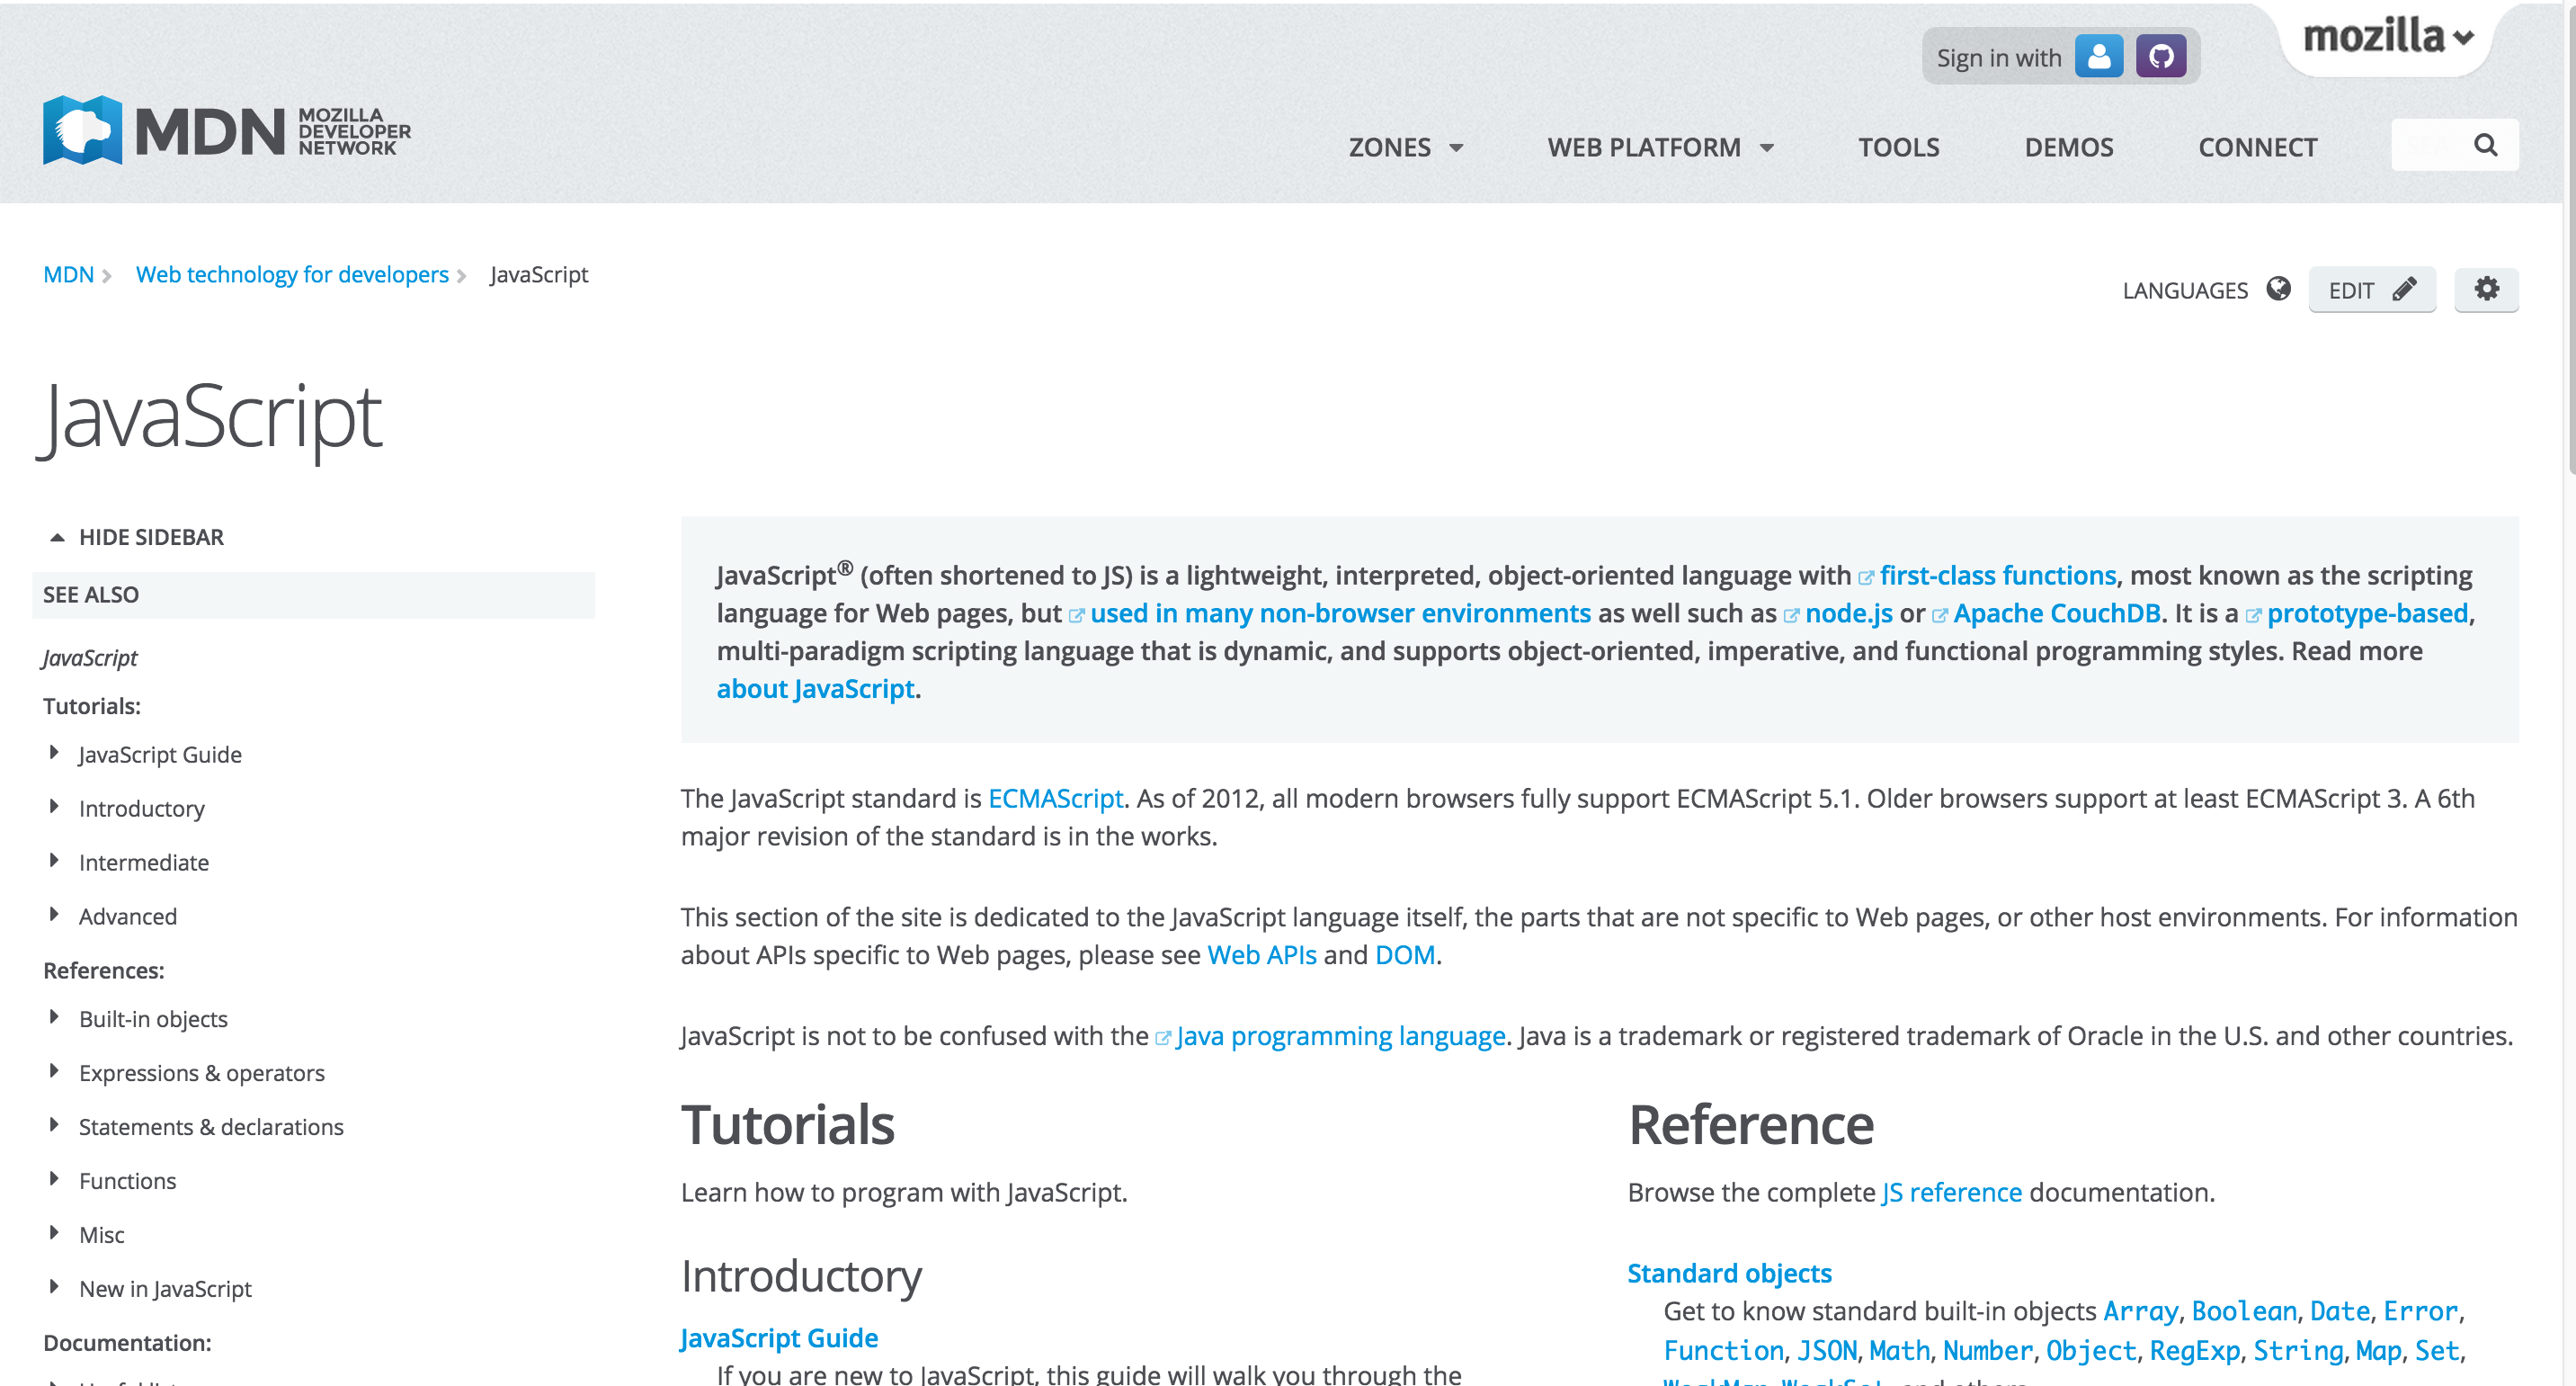 mozilla
Sign in with
MDN MOZILLA DEVELOPER NETWORK
ZONES WEB PLATFORM TOOLS DEMOS CONNECT
MDN Web technology for developers JavaScript
LANGUAGES EDIT
JavaScript
HIDE SIDEBAR
SEE ALSO
JavaScript
Tutorials:
JavaScript Guide
Introductory
Intermediate
Advanced
References:
Built-in objects
Expressions & operators
Statements & declarations
Functions
Misc
New in JavaScript
Documentation:
JavaScript® (often shortened to JS) is a lightweight, interpreted, object-oriented language with first-class functions, most known as the scripting
language for Web pages, but used in many non-browser environments as well such as node.js or Apache CouchDB. It is a prototype-based,
multi-paradigm scripting language that is dynamic, and supports object-oriented, imperative, and functional programming styles. Read more
about JavaScript.
The JavaScript standard is ECMAScript. As of 2012, all modern browsers fully support ECMAScript 5.1. Older browsers support at least ECMAScript 3. A 6th
major revision of the standard is in the works.
This section of the site is dedicated to the JavaScript language itself, the parts that are not specific to Web pages, or other host environments. For information
about APIs specific to Web pages, please see Web APIs and DOM.
JavaScript is not to be confused with the Java programming language. Java is a trademark or registered trademark of Oracle in the U.S. and other countries.
Tutorials
Learn how to program with JavaScript.
Introductory
JavaScript Guide
If you are new to JavaScript, this guide will walk you through the
Reference
Browse the complete JS reference documentation.
Standard objects
Get to know standard built-in objects Array, Boolean, Date, Error,
Function, JSON, Math, Number, Object, RegExp, String, Map, Set,